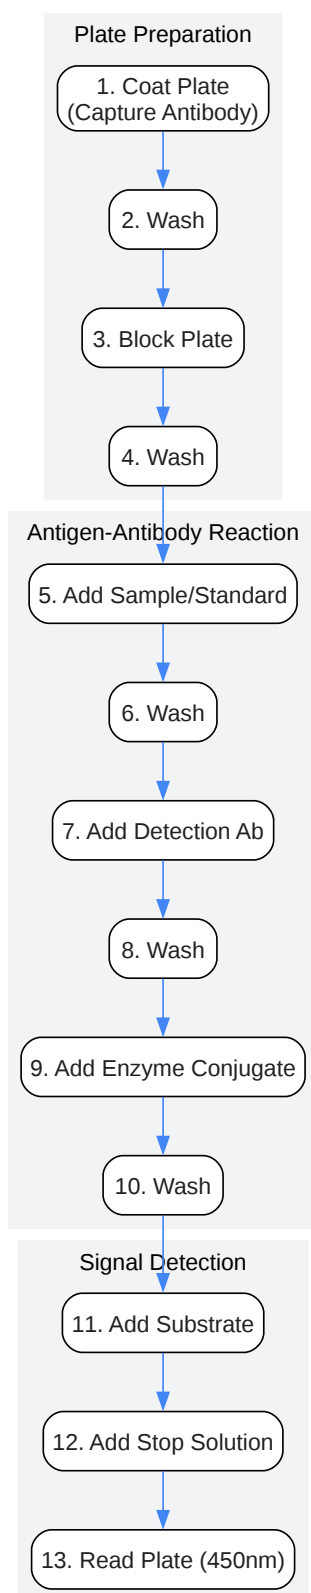 Plate Preparation
1. Coat Plate
(Capture Antibody)
2. Wash
3. Block Plate
4. Wash
Antigen-Antibody Reaction
5. Add Sample/Standard
6. Wash
7. Add Detection Ab
8. Wash
9. Add Enzyme Conjugate
10. Wash
Signal Detection
11. Add Substrate
12. Add Stop Solution
13. Read Plate (450nm)